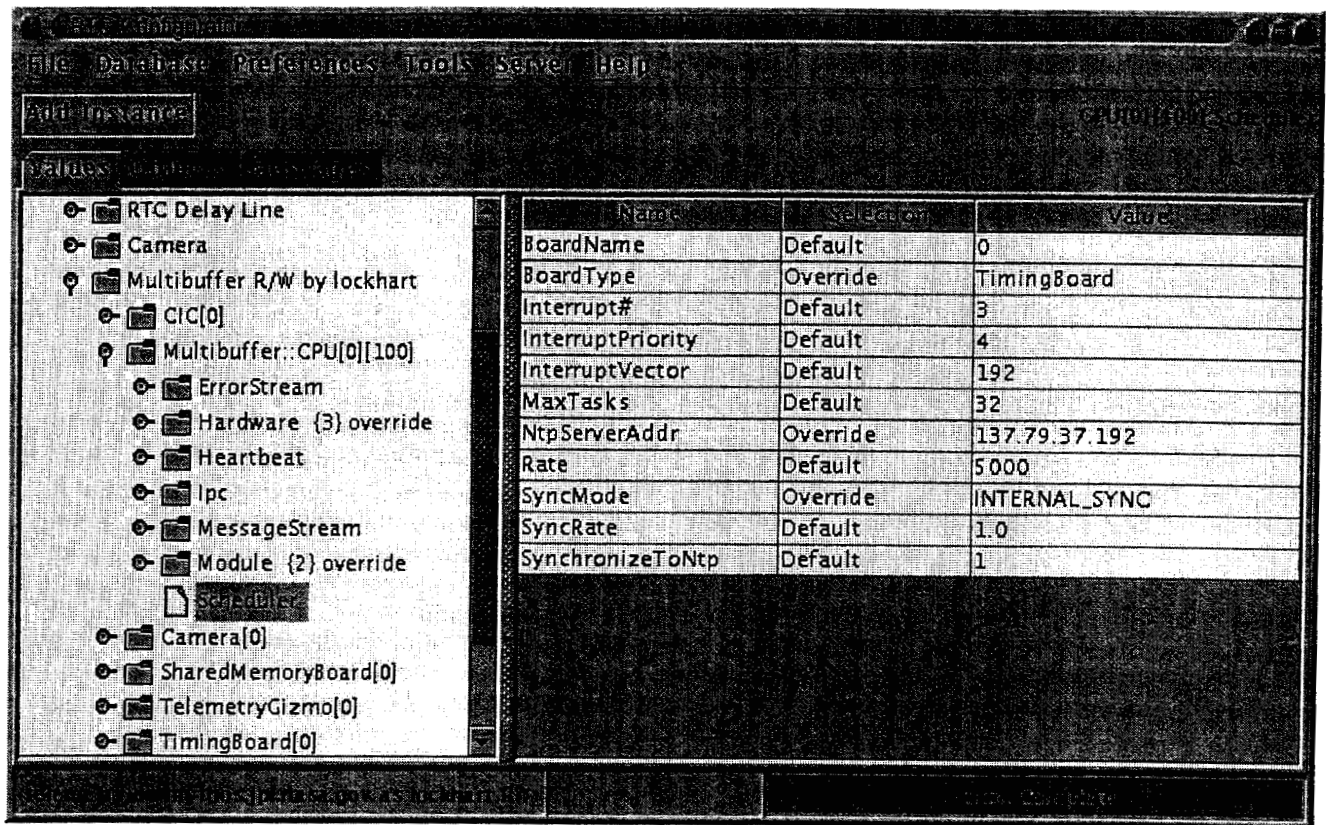 File Database Preferences Tools Server Help
Add Instance
Values
RTC Delay Line
Camera
Multibuffer R/W by lockhart
CIC[0]
Multibuffer::CPU[0][100]
ErrorStream
Hardware {3} override
Heartbeat
Ipc
MessageStream
Module {2} override
Scheduler
Camera[0]
SharedMemoryBoard[0]
TelemetryGizmo[0]
TimingBoard[0]
Name Selection Value
BoardName Default 0
BoardType Override TimingBoard
Interrupt# Default 3
InterruptPriority Default 4
InterruptVector Default 192
MaxTasks Default 32
NtpServerAddr Override 137.79.37.192
Rate Default 5000
SyncMode Override INTERNAL_SYNC
SyncRate Default 1.0
SynchronizeToNtp Default 1